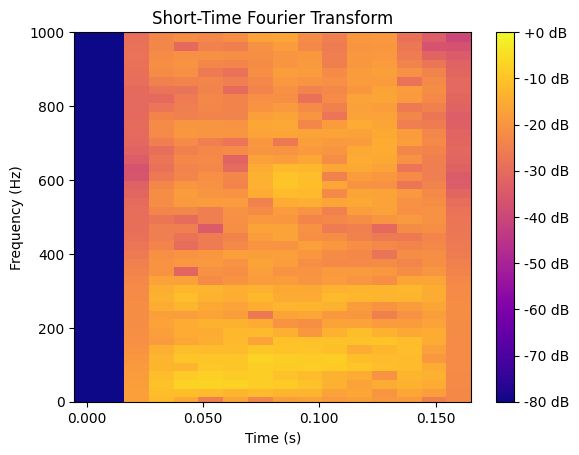 Short-Time Fourier Transform
1000
800
600
400
200
0
Frequency (Hz)
0.000
0.050
0.100
0.150
Time (s)
+0 dB
-10 dB
-20 dB
-30 dB
-40 dB
-50 dB
-60 dB
-70 dB
-80 dB